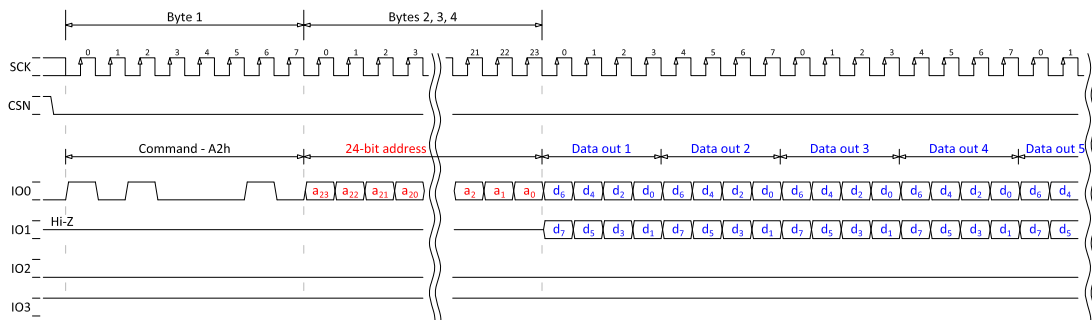 Byte 1 Bytes 2, 3, 4
0 1 2 3 4 5 6 7 0 1 2 3 21 22 23 0 1 2 3 4 5 6 7 0 1 2 3 4 5 6 7 0 1
SCK
CSN
Command - A2h 24-bit address Data out 1 Data out 2 Data out 3 Data out 4 Data out 5
IO0 a23 a22 a21 a20 a2 a1 a0 d6 d4 d2 d0 d6 d4 d2 d0 d6 d4 d2 d0 d6 d4 d2 d0 d6 d4
IO1 Hi-Z d7 d5 d3 d1 d7 d5 d3 d1 d7 d5 d3 d1 d7 d5 d3 d1 d7 d5
IO2
IO3